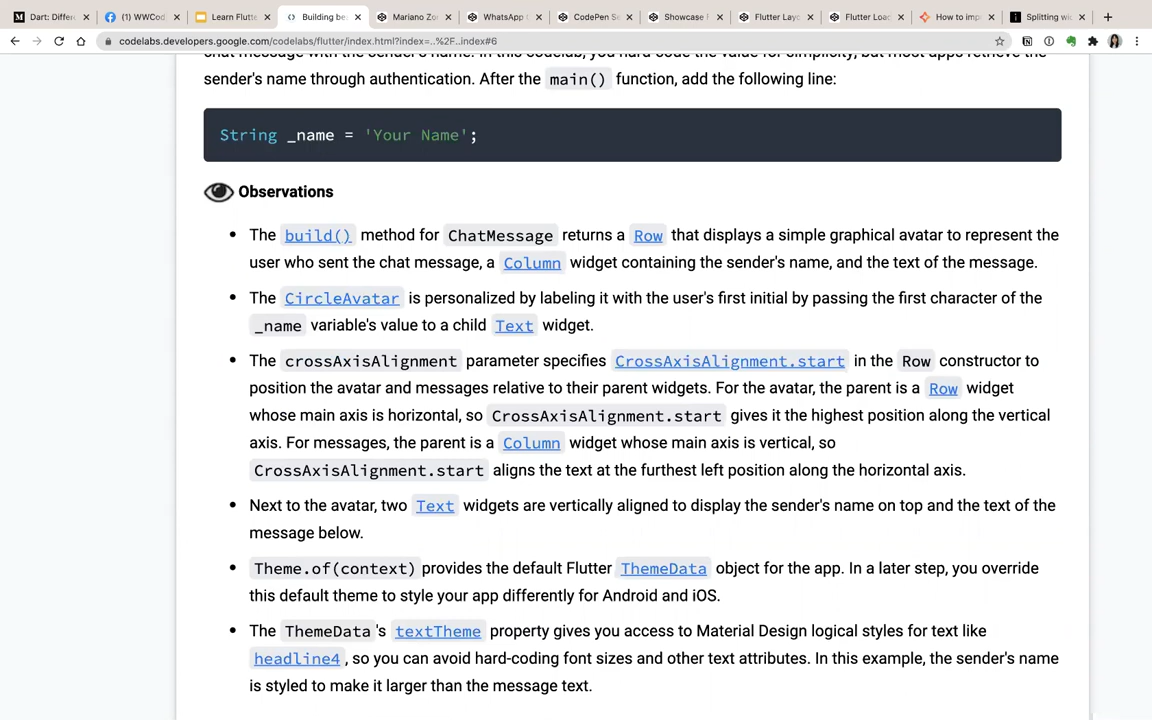 Dart: Differe
(1) WWCod
Learn Flutte
Building bea
Mariano Zor
WhatsApp C
CodePen Se
Showcase F
Flutter Layo
Flutter Load
How to imp
Splitting wid
codelabs.developers.google.com/codelabs/flutter/index.html?index=..%2F..index#6
sender's name through authentication. After the main() function, add the following line:
String _name = 'Your Name';
Observations
• The build() method for ChatMessage returns a Row that displays a simple graphical avatar to represent the
user who sent the chat message, a Column widget containing the sender's name, and the text of the message.
• The CircleAvatar is personalized by labeling it with the user's first initial by passing the first character of the
_name variable's value to a child Text widget.
• The crossAxisAlignment parameter specifies CrossAxisAlignment.start in the Row constructor to
position the avatar and messages relative to their parent widgets. For the avatar, the parent is a Row widget
whose main axis is horizontal, so CrossAxisAlignment.start gives it the highest position along the vertical
axis. For messages, the parent is a Column widget whose main axis is vertical, so
CrossAxisAlignment.start aligns the text at the furthest left position along the horizontal axis.
• Next to the avatar, two Text widgets are vertically aligned to display the sender's name on top and the text of the
message below.
• Theme.of(context) provides the default Flutter ThemeData object for the app. In a later step, you override
this default theme to style your app differently for Android and iOS.
• The ThemeData's textTheme property gives you access to Material Design logical styles for text like
headline4, so you can avoid hard-coding font sizes and other text attributes. In this example, the sender's name
is styled to make it larger than the message text.